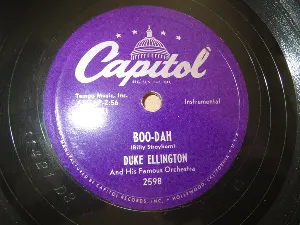 Capitol
Tempo Music, Inc.
Instrumental
BOO-DAH
(Billy Strayhorn)
DUKE ELLINGTON
And His Famous Orchestra
2598